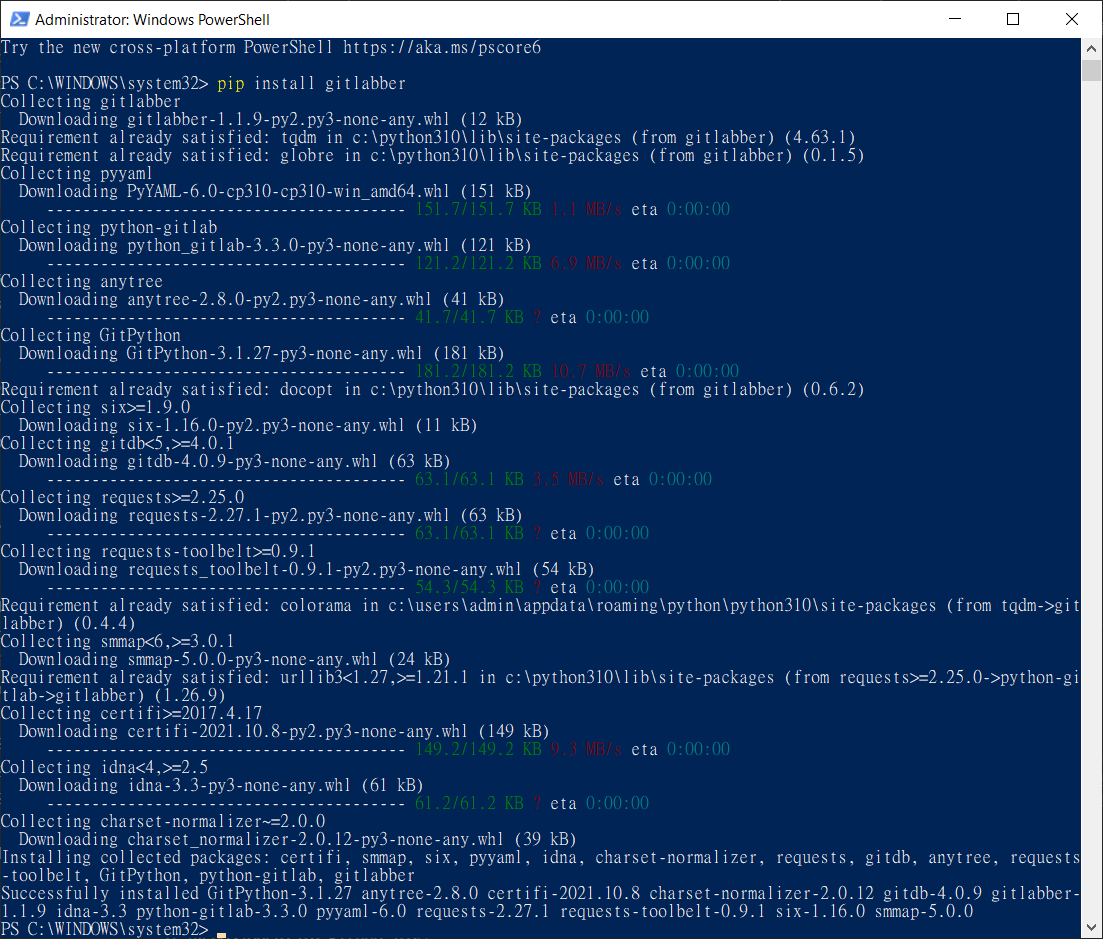 Administrator: Windows PowerShell
Try the new cross-platform PowerShell https://aka.ms/pscore6
PS C:\WINDOWS\system32> pip install gitlabber
Collecting gitlabber
  Downloading gitlabber-1.1.9-py2.py3-none-any.whl (12 kB)
Requirement already satisfied: tqdm in c:\python310\lib\site-packages (from gitlabber) (4.63.1)
Requirement already satisfied: globre in c:\python310\lib\site-packages (from gitlabber) (0.1.5)
Collecting pyyaml
  Downloading PyYAML-6.0-cp310-cp310-win_amd64.whl (151 kB)
     ---------------------------------------- 151.7/151.7 KB 1.1 MB/s eta 0:00:00
Collecting python-gitlab
  Downloading python_gitlab-3.3.0-py3-none-any.whl (121 kB)
     ---------------------------------------- 121.2/121.2 KB 6.9 MB/s eta 0:00:00
Collecting anytree
  Downloading anytree-2.8.0-py2.py3-none-any.whl (41 kB)
     ---------------------------------------- 41.7/41.7 KB ? eta 0:00:00
Collecting GitPython
  Downloading GitPython-3.1.27-py3-none-any.whl (181 kB)
     ---------------------------------------- 181.2/181.2 KB 10.7 MB/s eta 0:00:00
Requirement already satisfied: docopt in c:\python310\lib\site-packages (from gitlabber) (0.6.2)
Collecting six>=1.9.0
  Downloading six-1.16.0-py2.py3-none-any.whl (11 kB)
Collecting gitdb<5,>=4.0.1
  Downloading gitdb-4.0.9-py3-none-any.whl (63 kB)
     ---------------------------------------- 63.1/63.1 KB 3.5 MB/s eta 0:00:00
Collecting requests>=2.25.0
  Downloading requests-2.27.1-py2.py3-none-any.whl (63 kB)
     ---------------------------------------- 63.1/63.1 KB ? eta 0:00:00
Collecting requests-toolbelt>=0.9.1
  Downloading requests_toolbelt-0.9.1-py2.py3-none-any.whl (54 kB)
     ---------------------------------------- 54.3/54.3 KB ? eta 0:00:00
Requirement already satisfied: colorama in c:\users\admin\appdata\roaming\python\python310\site-packages (from tqdm->git
labber) (0.4.4)
Collecting smmap<6,>=3.0.1
  Downloading smmap-5.0.0-py3-none-any.whl (24 kB)
Requirement already satisfied: urllib3<1.27,>=1.21.1 in c:\python310\lib\site-packages (from requests>=2.25.0->python-gi
tlab->gitlabber) (1.26.9)
Collecting certifi>=2017.4.17
  Downloading certifi-2021.10.8-py2.py3-none-any.whl (149 kB)
     ---------------------------------------- 149.2/149.2 KB 9.3 MB/s eta 0:00:00
Collecting idna<4,>=2.5
  Downloading idna-3.3-py3-none-any.whl (61 kB)
     ---------------------------------------- 61.2/61.2 KB ? eta 0:00:00
Collecting charset-normalizer~=2.0.0
  Downloading charset_normalizer-2.0.12-py3-none-any.whl (39 kB)
Installing collected packages: certifi, smmap, six, pyyaml, idna, charset-normalizer, requests, gitdb, anytree, requests
-toolbelt, GitPython, python-gitlab, gitlabber
Successfully installed GitPython-3.1.27 anytree-2.8.0 certifi-2021.10.8 charset-normalizer-2.0.12 gitdb-4.0.9 gitlabber-
1.1.9 idna-3.3 python-gitlab-3.3.0 pyyaml-6.0 requests-2.27.1 requests-toolbelt-0.9.1 six-1.16.0 smmap-5.0.0
PS C:\WINDOWS\system32>